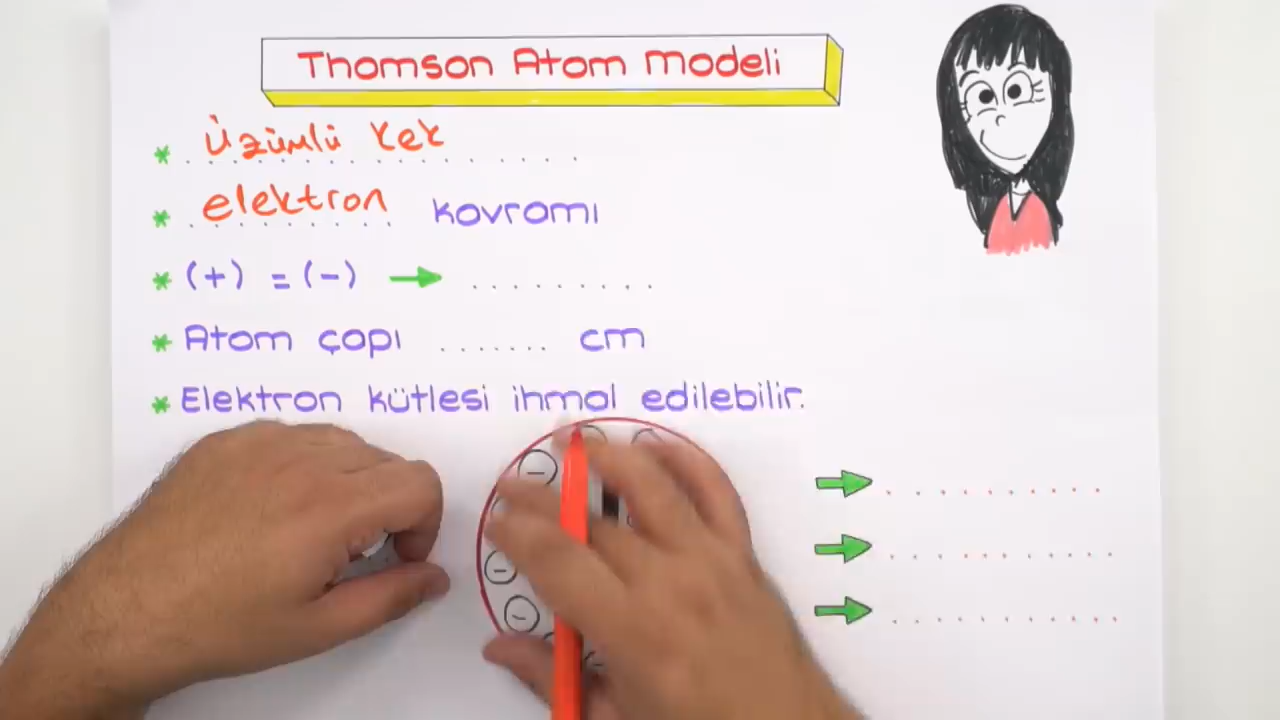 Thomson Atom Modeli
* Üzümlü kek
* elektron kavramı
* (+) = (-) → .........
* Atom çapı ....... cm
* Elektron kütlesi ihmal edilebilir.
→ ........
→ ........
→ .........